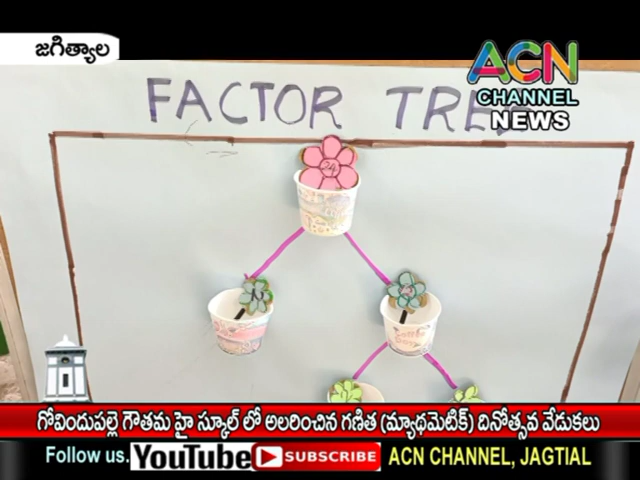 జగిత్యాల
ACN
CHANNEL
NEWS
FACTOR TREE
24
గోవిందుపల్లె గౌతమ హై స్కూల్ లో అలరించిన గణిత (మ్యాథమెటిక్) దినోత్సవ వేడుకలు
Follow us. YouTube SUBSCRIBE ACN CHANNEL, JAGTIAL